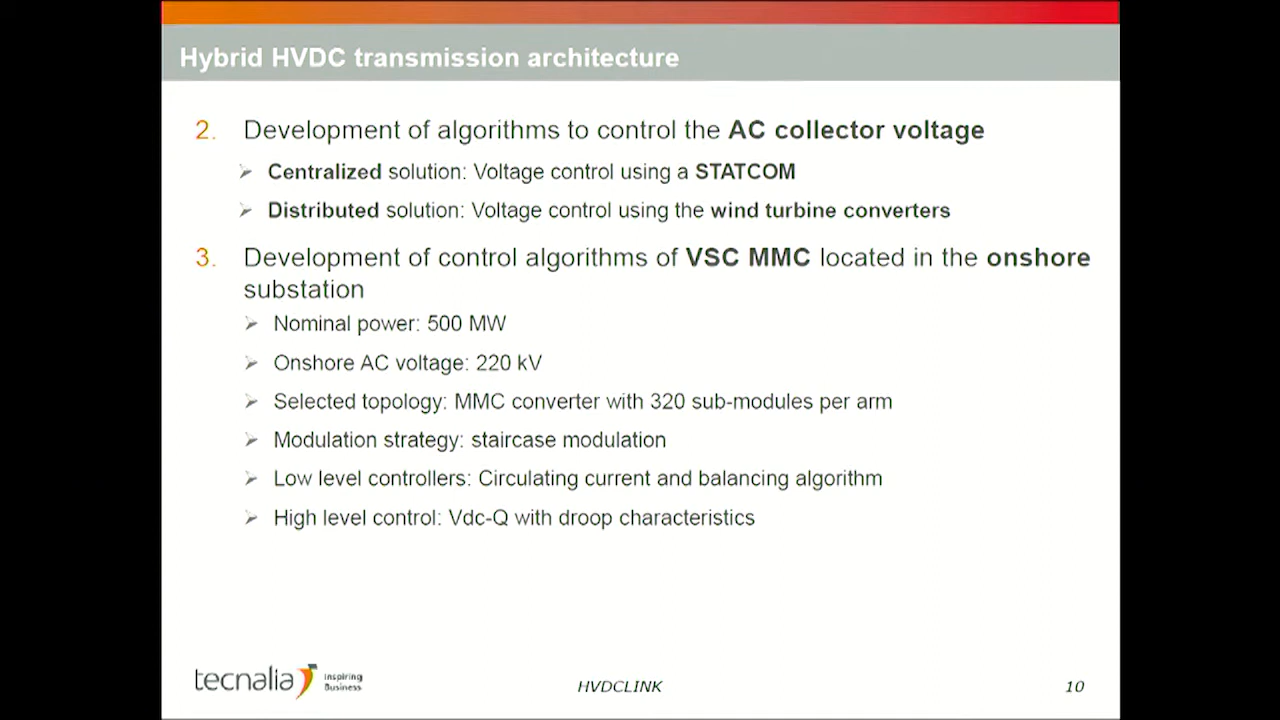 Hybrid HVDC transmission architecture
2. Development of algorithms to control the AC collector voltage
Centralized solution: Voltage control using a STATCOM
Distributed solution: Voltage control using the wind turbine converters
3. Development of control algorithms of VSC MMC located in the onshore
substation
Nominal power: 500 MW
Onshore AC voltage: 220 kV
Selected topology: MMC converter with 320 sub-modules per arm
Modulation strategy: staircase modulation
Low level controllers: Circulating current and balancing algorithm
High level control: Vdc-Q with droop characteristics
tecnalia
Inspiring
Business
HVDCLINK
10